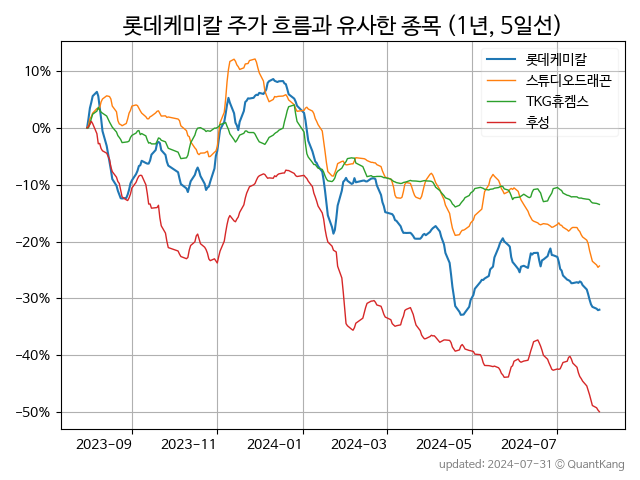 롯데케미칼 주가 흐름과 유사한 종목 (1년, 5일선)
롯데케미칼
스튜디오드래곤
TKG휴켐스
후성
10%
0%
−10%
−20%
−30%
−40%
−50%
2023-09
2023-11
2024-01
2024-03
2024-05
2024-07
updated: 2024-07-31 © QuantKang